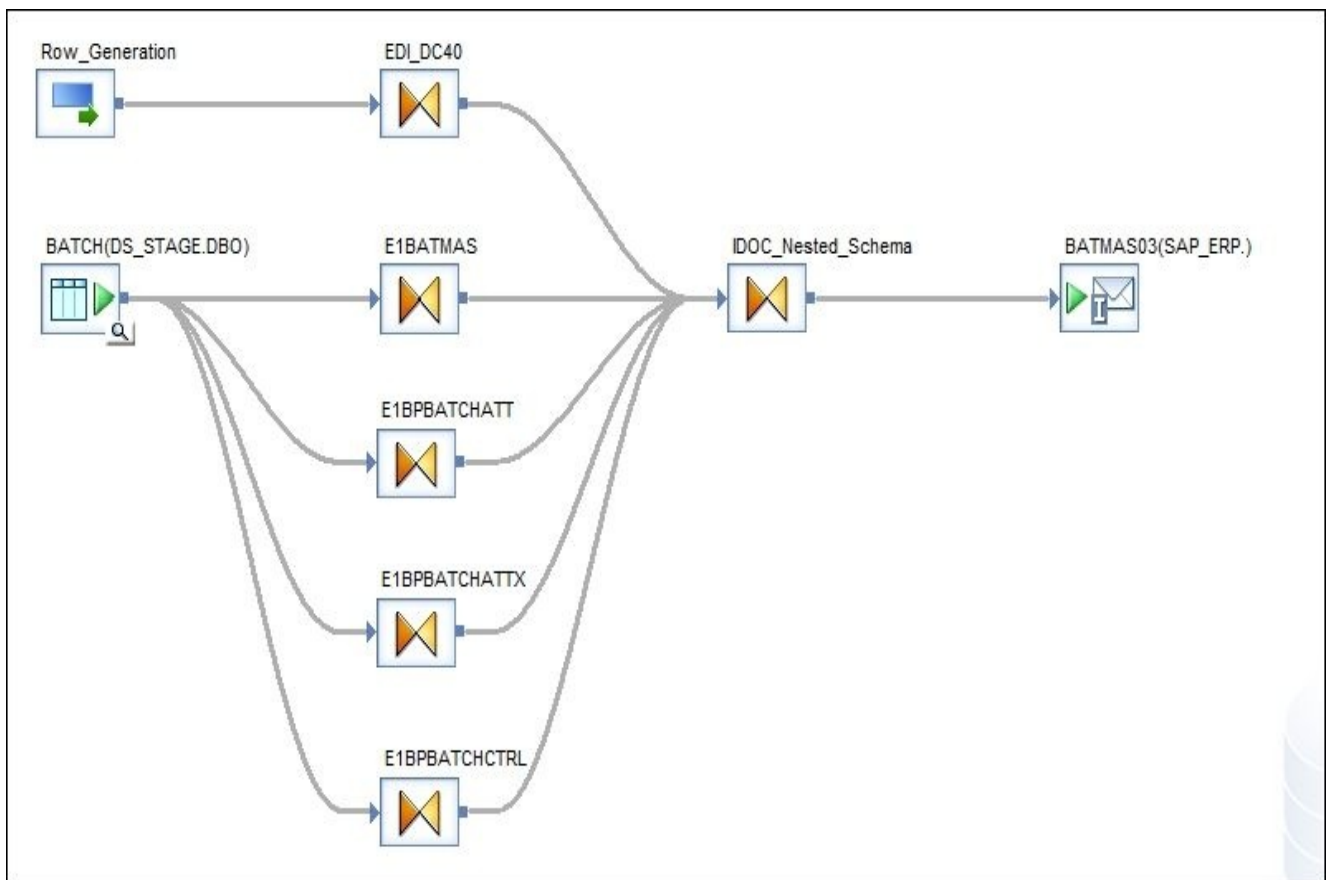 Row_Generation
EDI_DC40
BATCH(DS_STAGE.DBO)
E1BATMAS
IDOC_Nested_Schema
BATMAS03(SAP_ERP.)
E1BPBATCHATT
E1BPBATCHATTX
E1BPBATCHCTRL